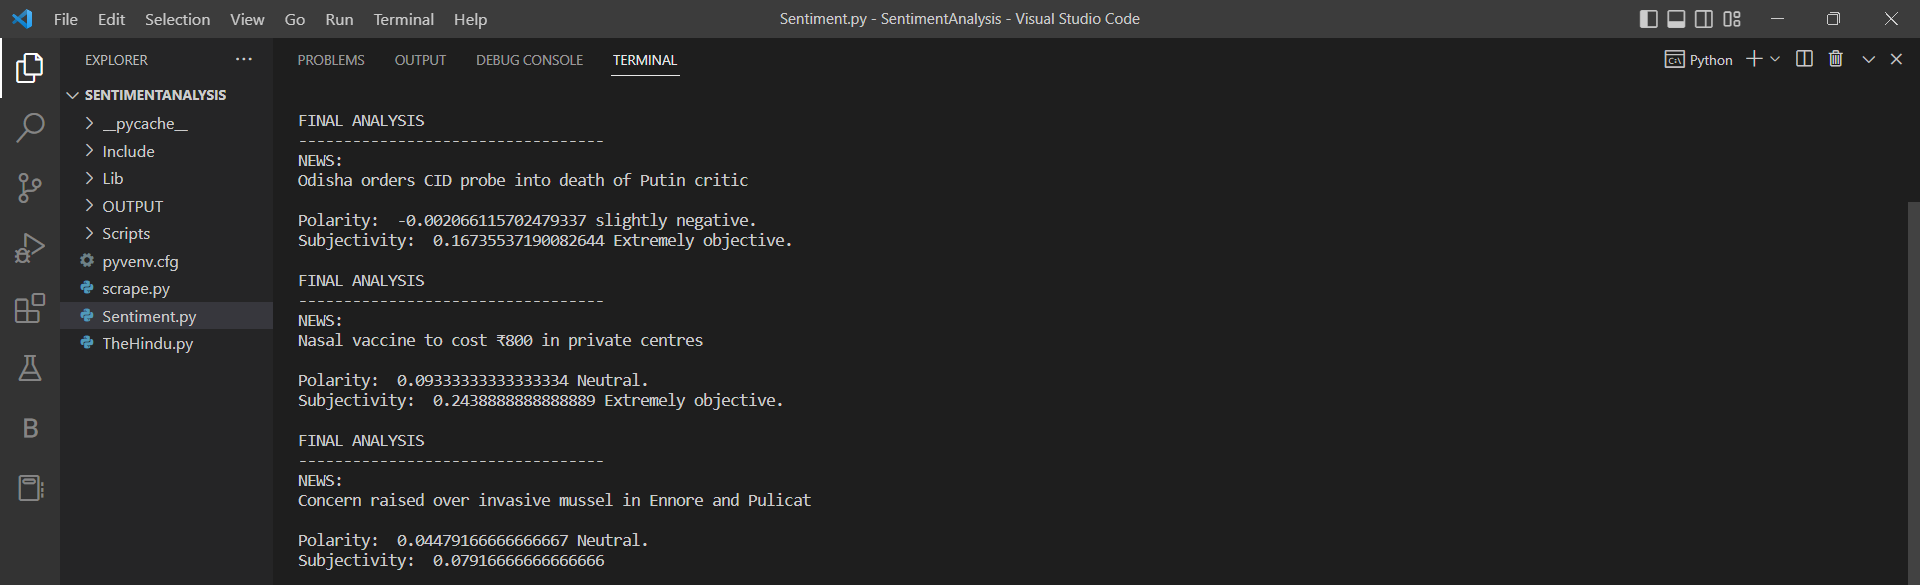 File Edit Selection View Go Run Terminal Help
Sentiment.py - SentimentAnalysis - Visual Studio Code
EXPLORER
SENTIMENTANALYSIS
__pycache__
Include
Lib
OUTPUT
Scripts
pyvenv.cfg
scrape.py
Sentiment.py
TheHindu.py
B
PROBLEMS OUTPUT DEBUG CONSOLE TERMINAL
Python
FINAL ANALYSIS
----------------------------------
NEWS:
Odisha orders CID probe into death of Putin critic
Polarity:  -0.002066115702479337 slightly negative.
Subjectivity:  0.16735537190082644 Extremely objective.
FINAL ANALYSIS
----------------------------------
NEWS:
Nasal vaccine to cost ₹800 in private centres
Polarity:  0.09333333333333334 Neutral.
Subjectivity:  0.2438888888888889 Extremely objective.
FINAL ANALYSIS
----------------------------------
NEWS:
Concern raised over invasive mussel in Ennore and Pulicat
Polarity:  0.04479166666666667 Neutral.
Subjectivity:  0.07916666666666666